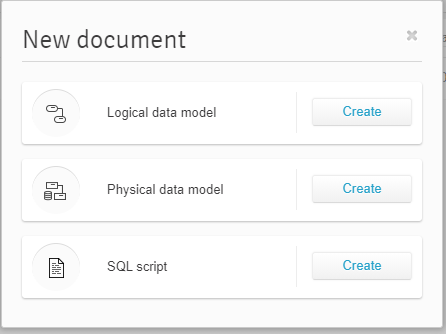 New document
Logical data model
Create
Physical data model
Create
SQL script
Create